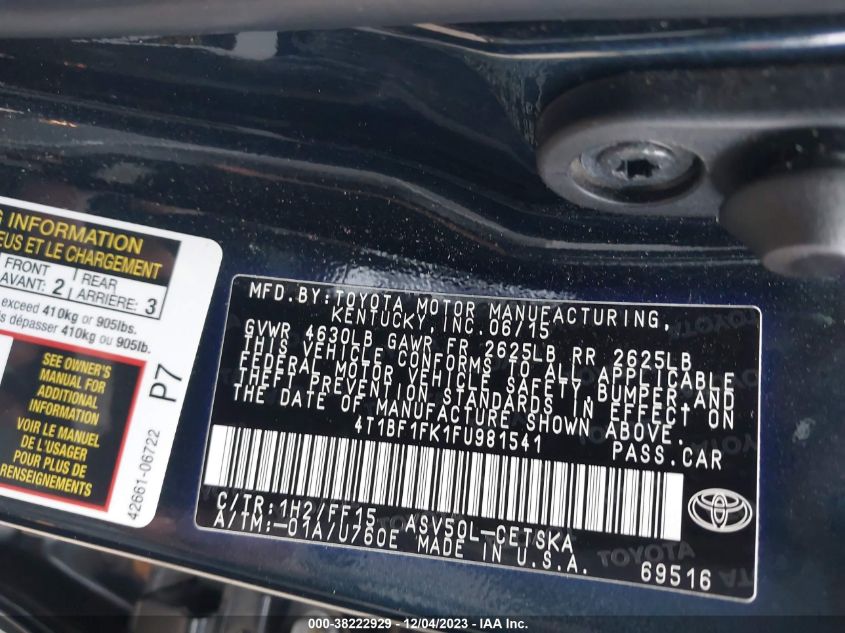 G INFORMATION
EUS ET LE CHARGEMENT
FRONT
AVANT: 2
REAR
ARRIÈRE: 3
exceed 410kg or 905lbs.
s dépasser 410kg ou 905lb.
SEE OWNER'S
MANUAL FOR
ADDITIONAL
INFORMATION
VOIR LE MANUEL
DE L'USAGER
POUR PLUS DE
RENSEIGNEMENTS
P7
42661-06722
MFD.BY:TOYOTA MOTOR MANUFACTURING,
KENTUCKY, INC.06/15
GVWR 4630LB GAWR FR 2625LB RR 2625LB
THIS VEHICLE CONFORMS TO ALL APPLICABLE
FEDERAL MOTOR VEHICLE SAFETY BUMPER AND
THEFT PREVENTION STANDARDS IN EFFECT ON
THE DATE OF MANUFACTURE SHOWN ABOVE.
4T1BF1FK1FU981541 PASS.CAR
C/TR:1H2/FF15 ASV50L-CETSKA
A/TM:-01A/U760E MADE IN U.S.A.
TOYOTA
69516
000-38222929 - 12/04/2023 - IAA Inc.